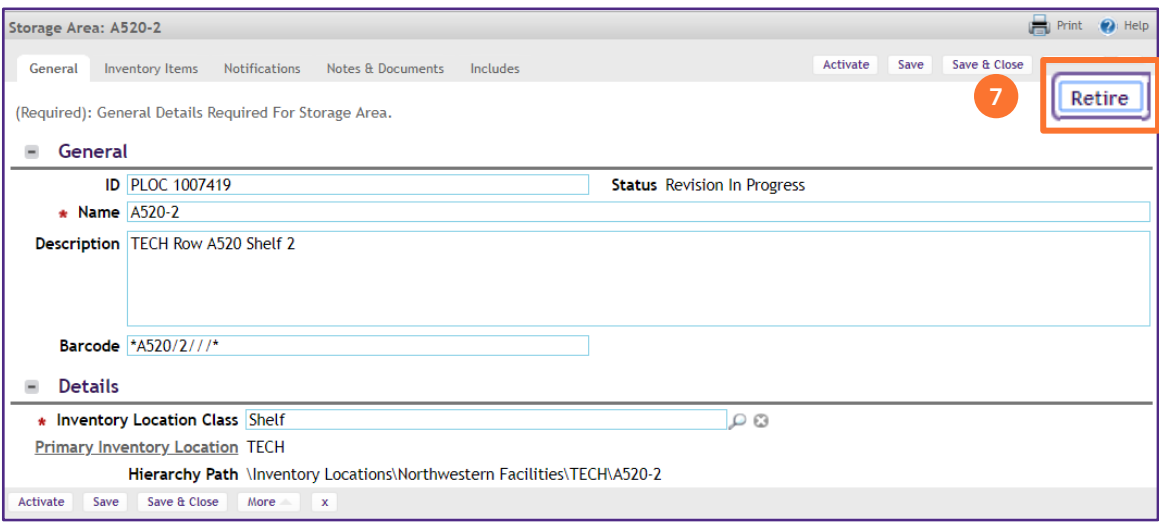 Storage Area: A520-2 Print Help
General Inventory Items Notifications Notes & Documents Includes Activate Save Save & Close
7 Retire
(Required): General Details Required For Storage Area.
General
ID PLOC 1007419 Status Revision In Progress
* Name A520-2
Description TECH Row A520 Shelf 2
Barcode *A520/2///*
Details
* Inventory Location Class Shelf
Primary Inventory Location TECH
Hierarchy Path \Inventory Locations\Northwestern Facilities\TECH\A520-2
Activate Save Save & Close More x